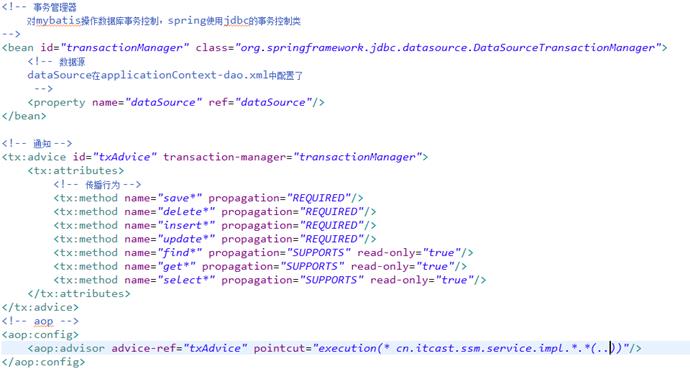 <!-- 事务管理器
对mybatis操作数据库事务控制，spring使用jdbc的事务控制类
-->
<bean id="transactionManager" class="org.springframework.jdbc.datasource.DataSourceTransactionManager">
<!-- 数据源
dataSource在applicationContext-dao.xml中配置了
-->
<property name="dataSource" ref="dataSource"/>
</bean>
<!-- 通知 -->
<tx:advice id="txAdvice" transaction-manager="transactionManager">
<tx:attributes>
<!-- 传播行为 -->
<tx:method name="save*" propagation="REQUIRED"/>
<tx:method name="delete*" propagation="REQUIRED"/>
<tx:method name="insert*" propagation="REQUIRED"/>
<tx:method name="update*" propagation="REQUIRED"/>
<tx:method name="find*" propagation="SUPPORTS" read-only="true"/>
<tx:method name="get*" propagation="SUPPORTS" read-only="true"/>
<tx:method name="select*" propagation="SUPPORTS" read-only="true"/>
</tx:attributes>
</tx:advice>
<!-- aop -->
<aop:config>
<aop:advisor advice-ref="txAdvice" pointcut="execution(* cn.itcast.ssm.service.impl.*.*(..))"/>
</aop:config>